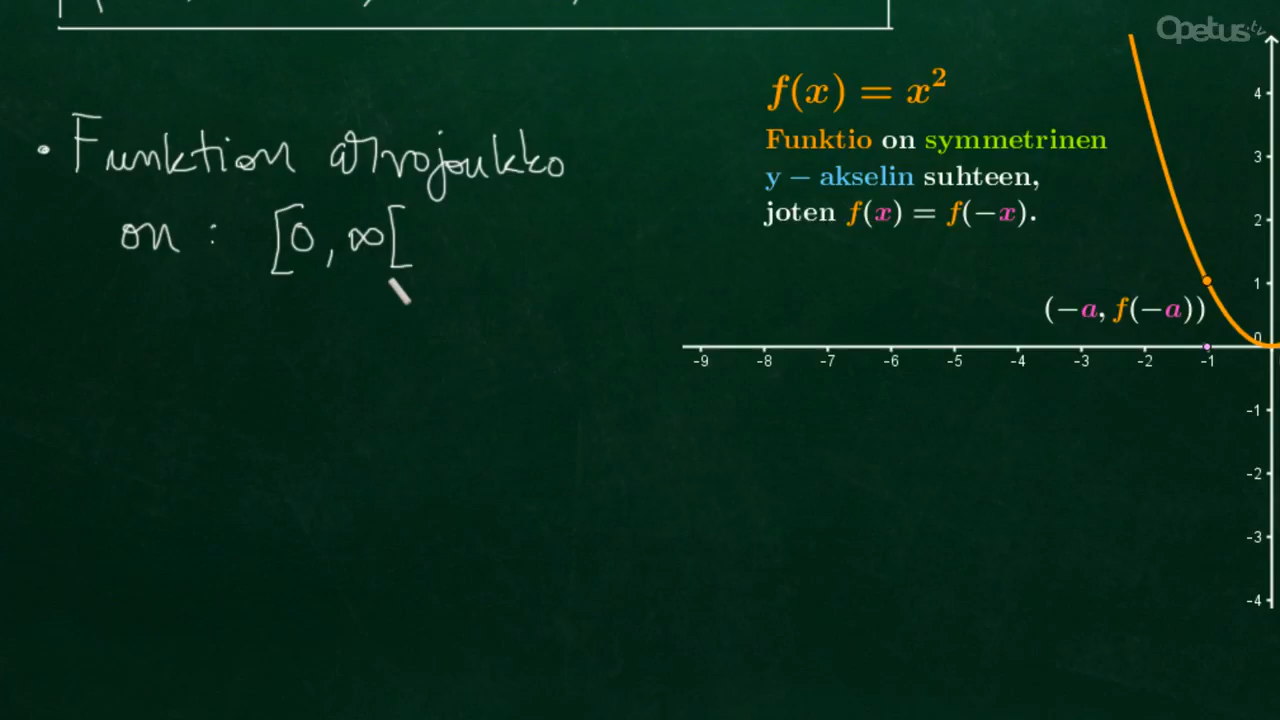 • Funktion arvojoukko
on : [0, ∞[
Opetus.tv
f(x) = x²
Funktio on symmetrinen
y – akselin suhteen,
joten f(x) = f(−x).
(−a, f(−a))
4
3
2
1
0
-9 -8 -7 -6 -5 -4 -3 -2 -1
-1
-2
-3
-4